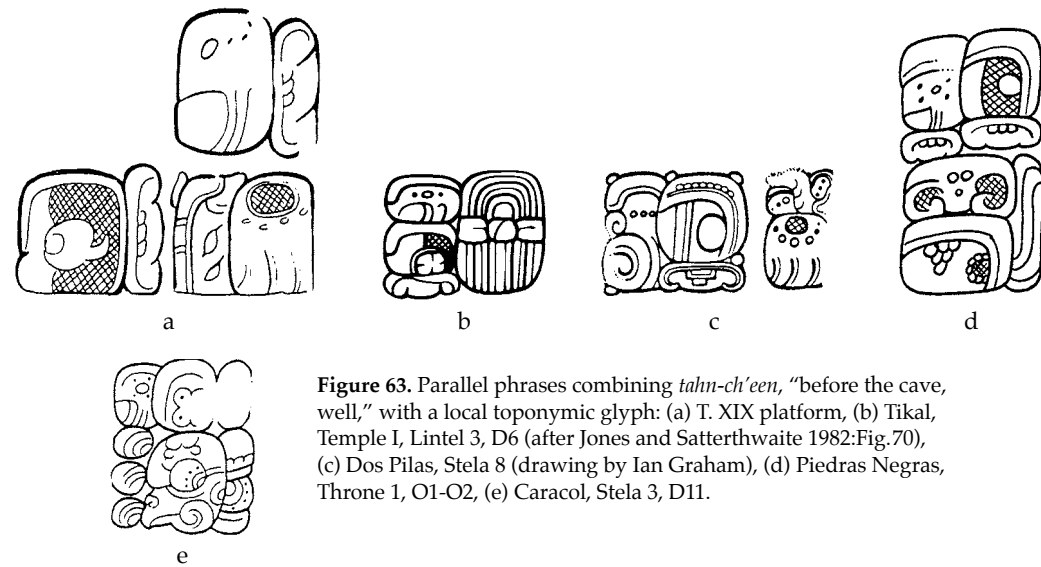 a
b
c
d
e
Figure 63. Parallel phrases combining tahn-ch'een, “before the cave,
well,” with a local toponymic glyph: (a) T. XIX platform, (b) Tikal,
Temple I, Lintel 3, D6 (after Jones and Satterthwaite 1982:Fig.70),
(c) Dos Pilas, Stela 8 (drawing by Ian Graham), (d) Piedras Negras,
Throne 1, O1-O2, (e) Caracol, Stela 3, D11.